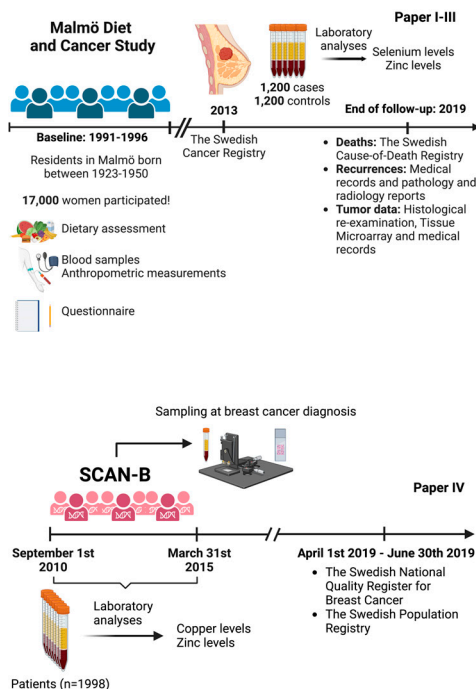 Malmö Diet
and Cancer Study
Paper I-III
Laboratory
analyses
Selenium levels
Zinc levels
1,200 cases
1,200 controls
2013
End of follow-up: 2019
Baseline: 1991-1996
The Swedish
Cancer Registry
Residents in Malmö born
between 1923-1950
17,000 women participated!
Dietary assessment
Blood samples
Anthropometric measurements
Questionnaire
• Deaths: The Swedish
Cause-of-Death Registry
• Recurrences: Medical
records and pathology and
radiology reports
• Tumor data: Histological
re-examination, Tissue
Microarray and medical
records
Sampling at breast cancer diagnosis
SCAN-B
Paper IV
September 1st
2010
March 31st
2015
April 1st 2019 - June 30th 2019
• The Swedish National
Quality Register for
Breast Cancer
• The Swedish Population
Registry
Laboratory
analyses
Copper levels
Zinc levels
Patients (n=1998)